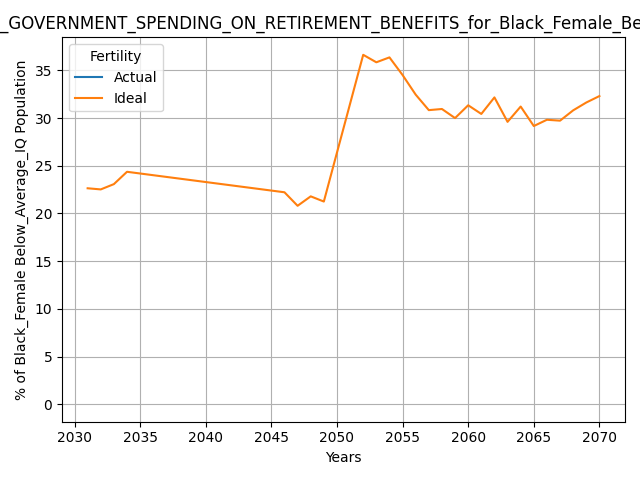 _GOVERNMENT_SPENDING_ON_RETIREMENT_BENEFITS_for_Black_Female_Be
Fertility
Actual
Ideal
% of Black_Female Below_Average_IQ Population
35
30
25
20
15
10
5
0
2030 2035 2040 2045 2050 2055 2060 2065 2070
Years